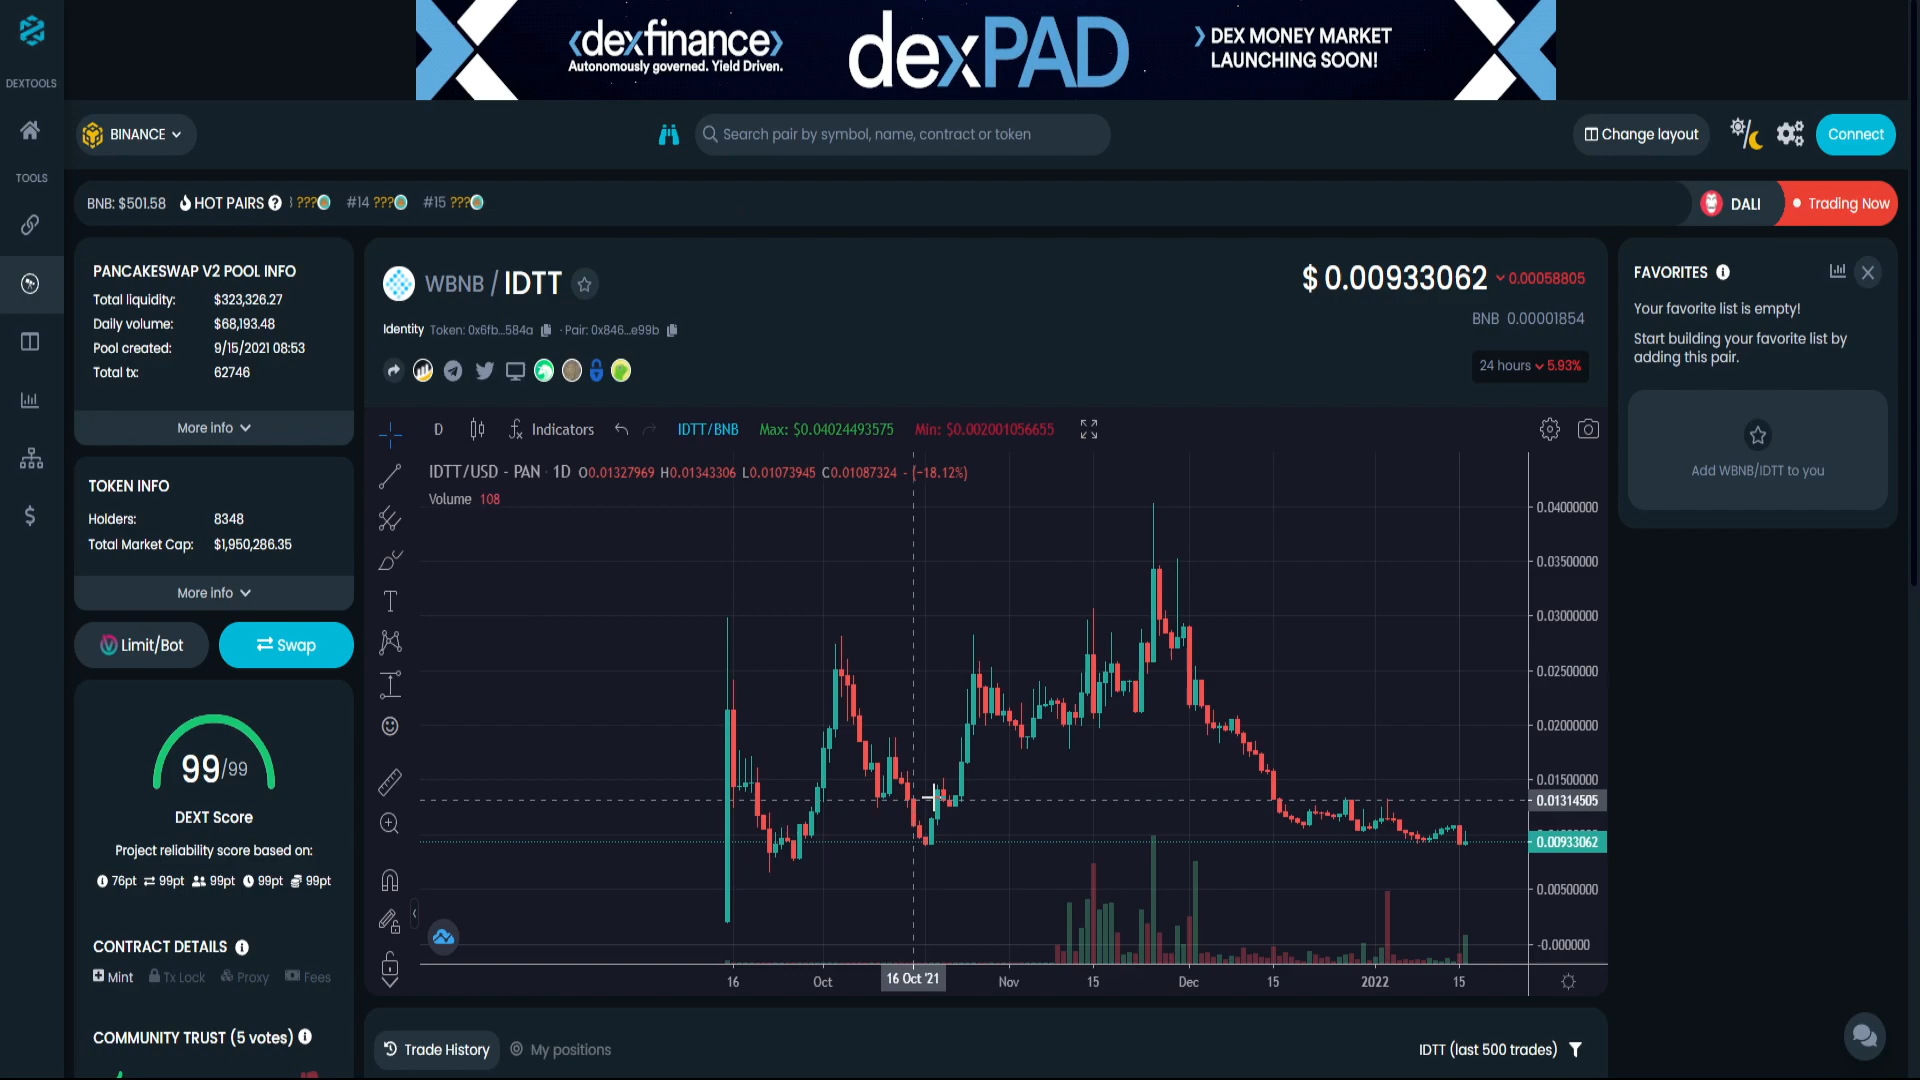 <dexfinance>
Autonomously governed. Yield Driven.
dexPAD
DEX MONEY MARKET
LAUNCHING SOON!
DEXTOOLS
BINANCE
Search pair by symbol, name, contract or token
Change layout
Connect
TOOLS
BNB: $501.58
HOT PAIRS
???
#14 ???
#15 ???
DALI
Trading Now
PANCAKESWAP V2 POOL INFO
Total liquidity: $323,326.27
Daily volume: $68,193.48
Pool created: 9/15/2021 08:53
Total tx: 62746
More info
TOKEN INFO
Holders: 8348
Total Market Cap: $1,950,286.35
More info
Limit/Bot
Swap
99/99
DEXT Score
Project reliability score based on:
76pt 99pt 99pt 99pt 99pt
CONTRACT DETAILS
Mint Tx Lock Proxy Fees
COMMUNITY TRUST (5 votes)
WBNB / IDTT
Identity Token: 0x6fb...584a · Pair: 0x846...e99b
$ 0.00933062 0.00058805
BNB 0.00001854
24 hours 5.93%
D Indicators IDTT/BNB Max: $0.04024493575 Min: $0.002001056655
IDTT/USD - PAN 1D O0.01327969 H0.01343306 L0.01073945 C0.01087324 - (−18.12%)
Volume 108
0.04000000
0.03500000
0.03000000
0.02500000
0.02000000
0.01500000
0.01314505
0.00933062
0.00500000
-0.000000
16 Oct 16 Oct '21 Nov 15 Dec 15 2022 15
Trade History
My positions
IDTT (last 500 trades)
FAVORITES
Your favorite list is empty!
Start building your favorite list by
adding this pair.
Add WBNB/IDTT to you